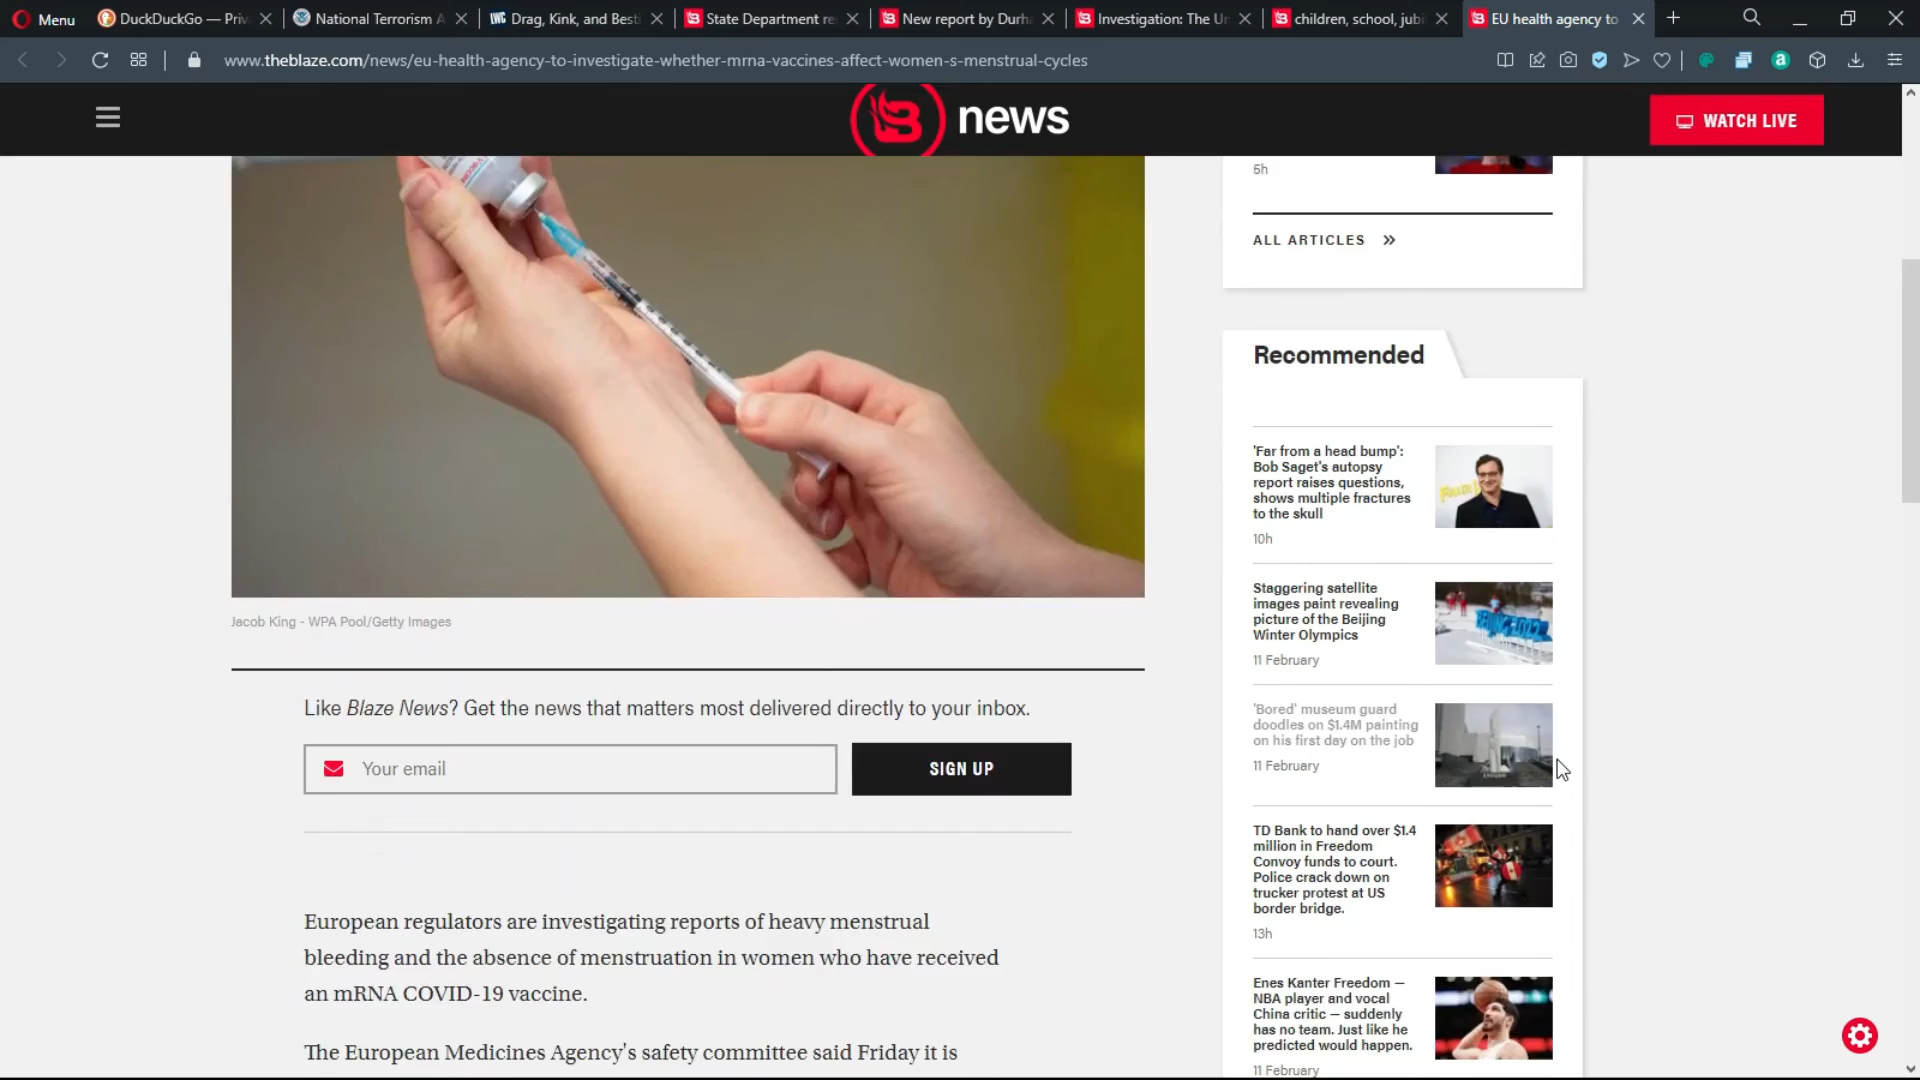 Menu
DuckDuckGo — Priv
National Terrorism A
Drag, Kink, and Besti
State Department re
New report by Durha
Investigation: The Un
children, school, jubi
EU health agency to
www.theblaze.com/news/eu-health-agency-to-investigate-whether-mrna-vaccines-affect-women-s-menstrual-cycles
news
WATCH LIVE
5h
ALL ARTICLES
Recommended
'Far from a head bump':
Bob Saget's autopsy
report raises questions,
shows multiple fractures
to the skull
10h
Staggering satellite
images paint revealing
picture of the Beijing
Winter Olympics
11 February
'Bored' museum guard
doodles on $1.4M painting
on his first day on the job
11 February
TD Bank to hand over $1.4
million in Freedom
Convoy funds to court.
Police crack down on
trucker protest at US
border bridge.
13h
Enes Kanter Freedom —
NBA player and vocal
China critic — suddenly
has no team. Just like he
predicted would happen.
11 February
Jacob King - WPA Pool/Getty Images
Like Blaze News? Get the news that matters most delivered directly to your inbox.
Your email
SIGN UP
European regulators are investigating reports of heavy menstrual
bleeding and the absence of menstruation in women who have received
an mRNA COVID-19 vaccine.
The European Medicines Agency's safety committee said Friday it is